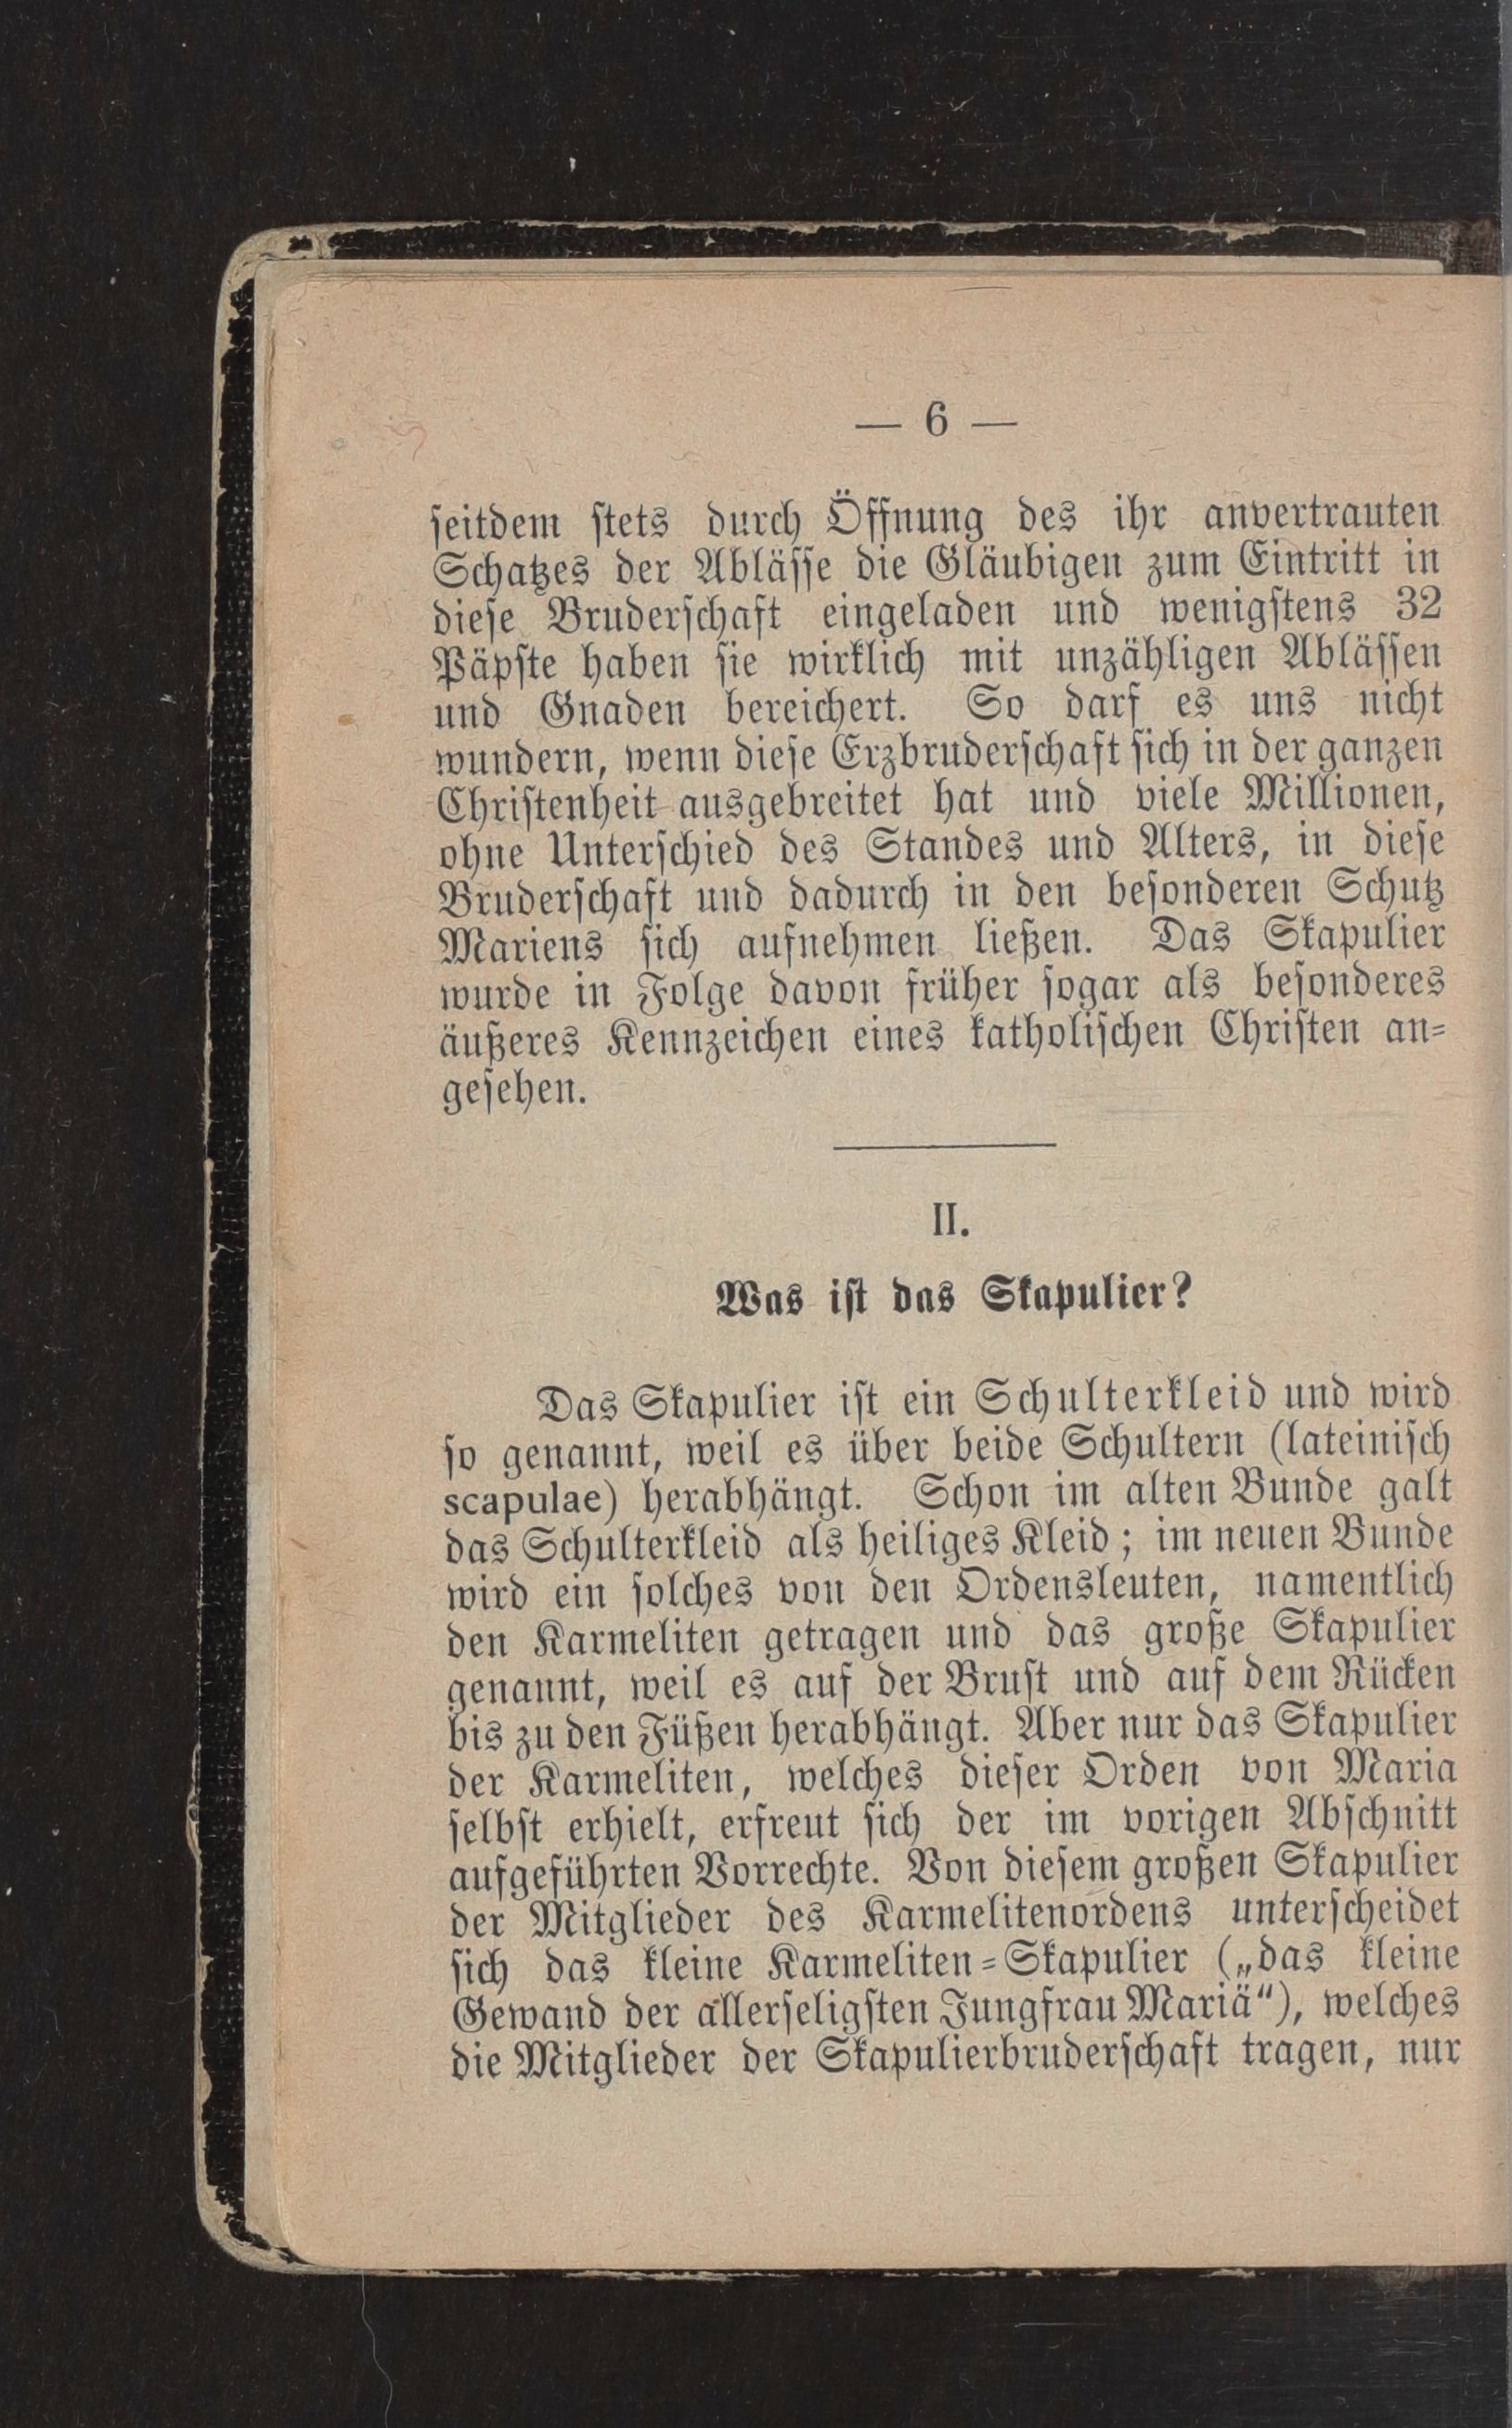 — 6 —
seitdem stets durch Öffnung des ihr anvertrauten
Schatzes der Ablässe die Gläubigen zum Eintritt in
diese Bruderschaft eingeladen und wenigstens 32
Päpste haben sie wirklich mit unzähligen Ablässen
und Gnaden bereichert. So darf es uns nicht
wundern, wenn diese Erzbruderschaft sich in der ganzen
Christenheit ausgebreitet hat und viele Millionen,
ohne Unterschied des Standes und Alters, in diese
Bruderschaft und dadurch in den besonderen Schutz
Mariens sich aufnehmen ließen. Das Skapulier
wurde in Folge davon früher sogar als besonderes
äußeres Kennzeichen eines katholischen Christen an-
gesehen.
II.
Was ist das Skapulier?
Das Skapulier ist ein Schulterkleid und wird
so genannt, weil es über beide Schultern (lateinisch
scapulae) herabhängt. Schon im alten Bunde galt
das Schulterkleid als heiliges Kleid; im neuen Bunde
wird ein solches von den Ordensleuten, namentlich
den Karmeliten getragen und das große Skapulier
genannt, weil es auf der Brust und auf dem Rücken
bis zu den Füßen herabhängt. Aber nur das Skapulier
der Karmeliten, welches dieser Orden von Maria
selbst erhielt, erfreut sich der im vorigen Abschnitt
aufgeführten Vorrechte. Von diesem großen Skapulier
der Mitglieder des Karmelitenordens unterscheidet
sich das kleine Karmeliten-Skapulier („das kleine
Gewand der allerseligsten Jungfrau Mariä“), welches
die Mitglieder der Skapulierbruderschaft tragen, nur